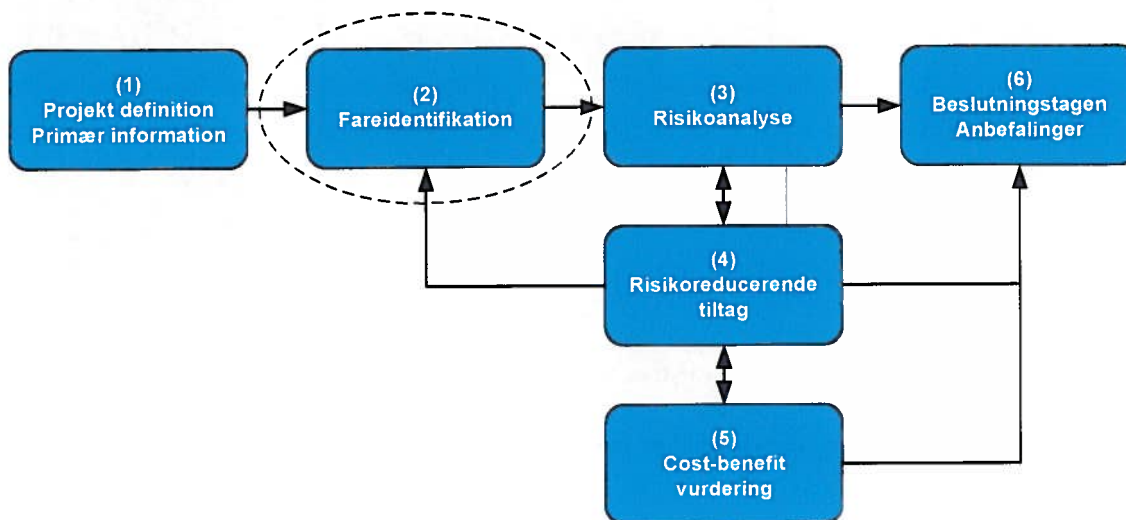 (1)
Projekt definition
Primær information
(2)
Fareidentifikation
(3)
Risikoanalyse
(6)
Beslutningstagen
Anbefalinger
(4)
Risikoreducerende
tiltag
(5)
Cost-benefit
vurdering